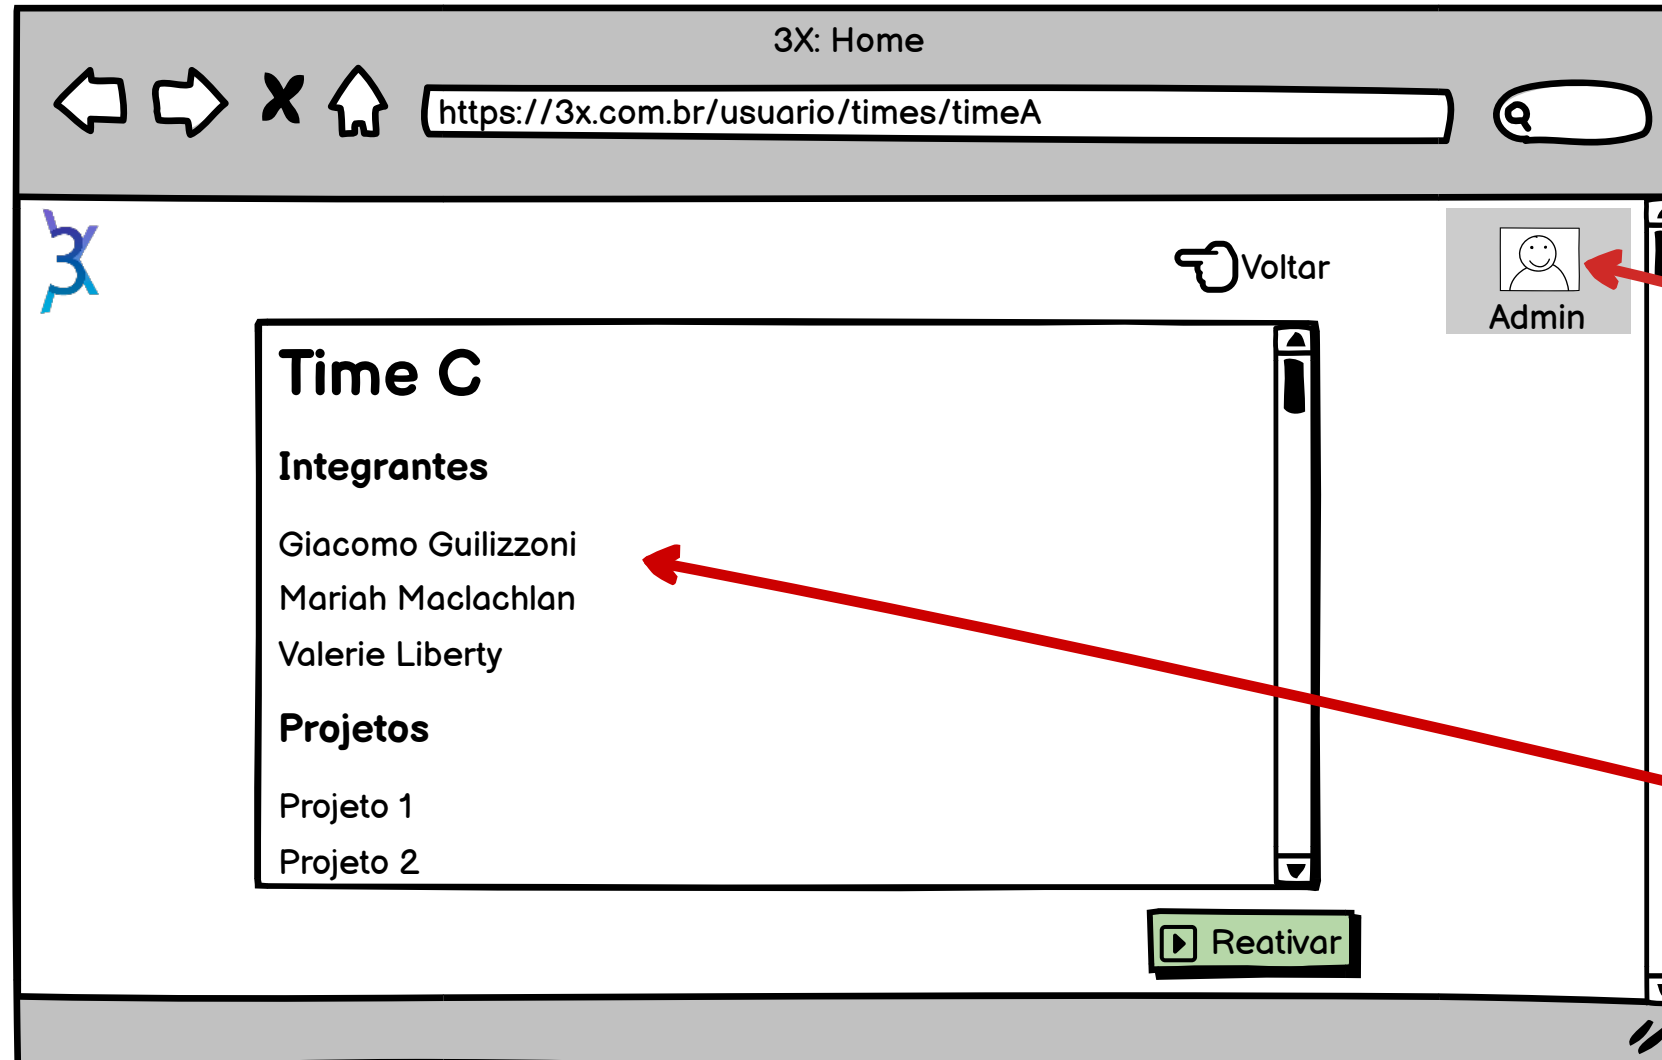 3X: Home
https://3x.com.br/usuario/times/timeA
3X
Voltar
Admin
Time C
Integrantes
Giacomo Guilizzoni
Mariah Maclachlan
Valerie Liberty
Projetos
Projeto 1
Projeto 2
Reativar